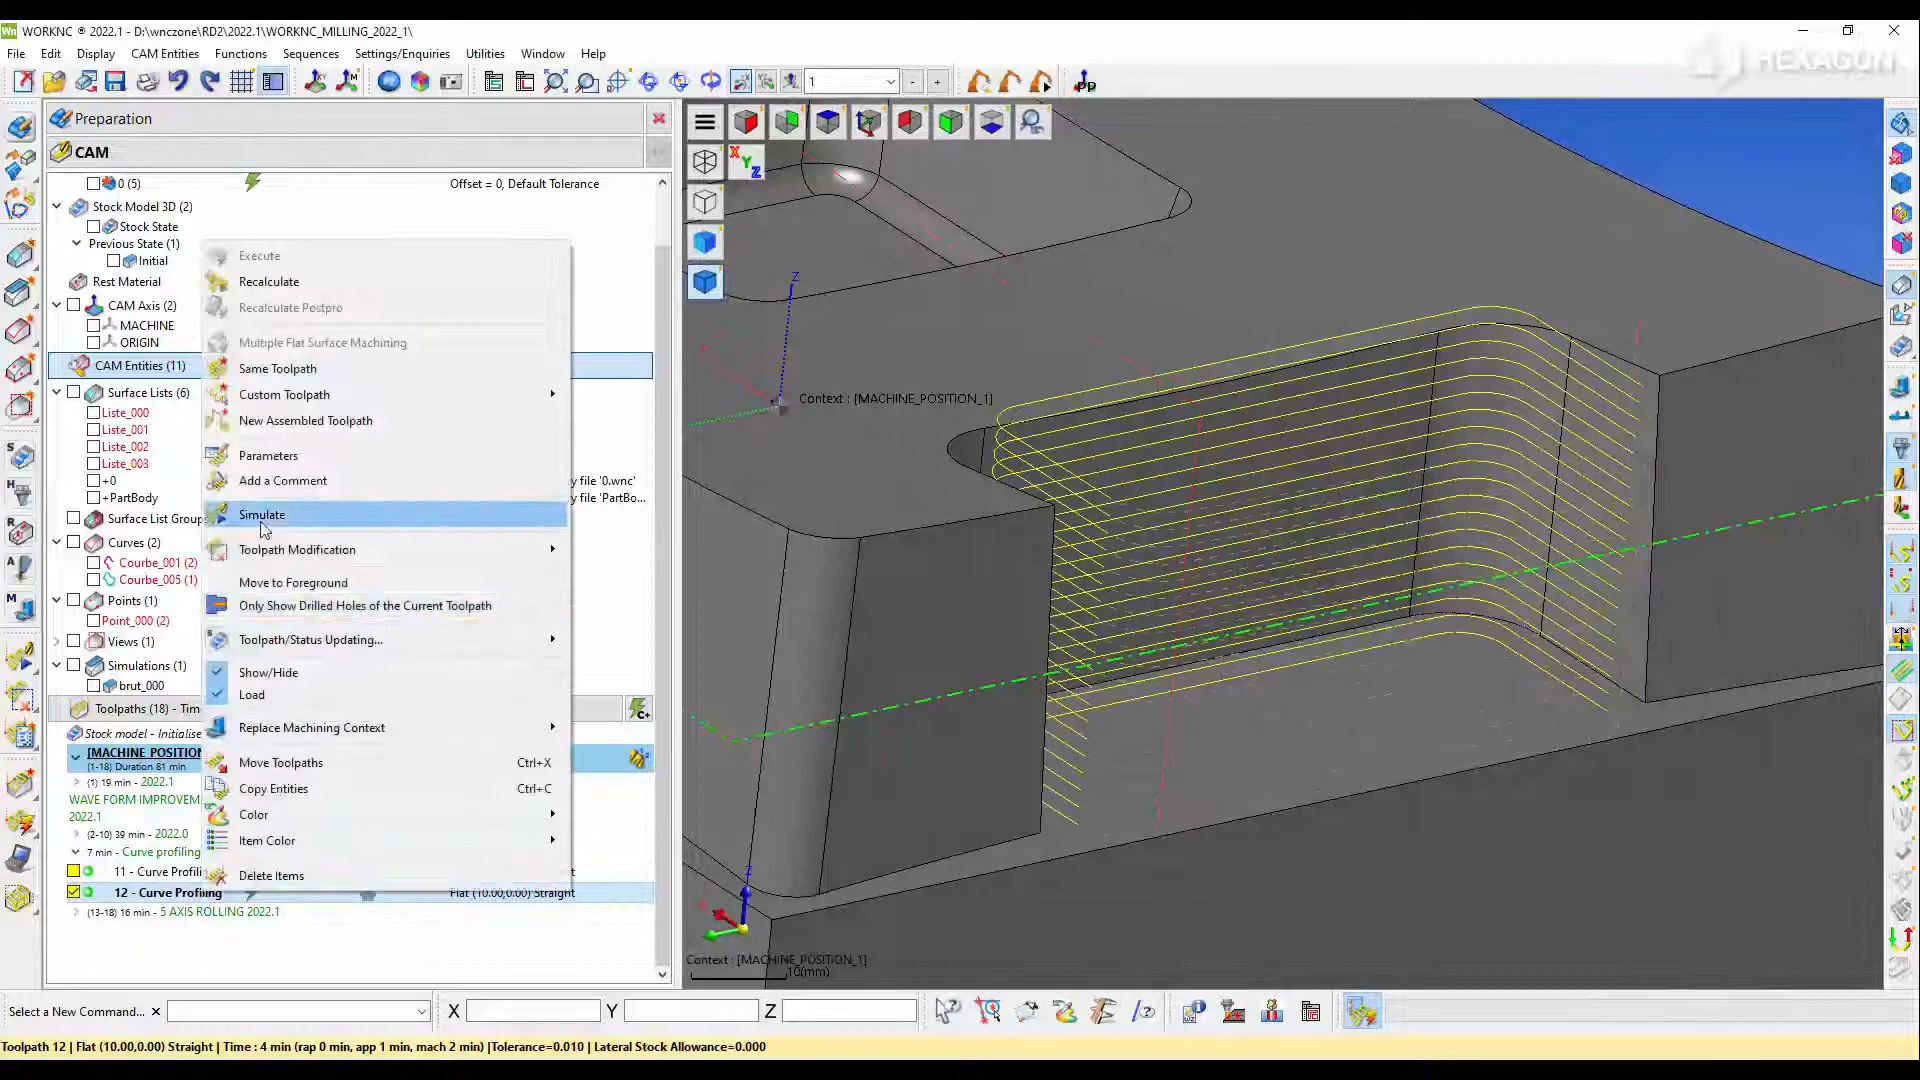 WORKNC ® 2022.1 - D:\wnczone\RD2\2022.1\WORKNC_MILLING_2022_1\
File Edit Display CAM Entities Functions Sequences Settings/Enquiries Utilities Window Help
HEXAGON
1
PP
Preparation
CAM
0 (5) Offset = 0, Default Tolerance
Stock Model 3D (2)
Stock State
Previous State (1)
Initial
Rest Material
CAM Axis (2)
MACHINE
ORIGIN
CAM Entities (11)
Surface Lists (6)
Liste_000
Liste_001
Liste_002
Liste_003
+0 y file '0.wnc'
+PartBody y file 'PartBo...
Surface List Group
Curves (2)
Courbe_001 (2)
Courbe_005 (1)
Points (1)
Point_000 (2)
Views (1)
Simulations (1)
brut_000
Toolpaths (18) - Tim
Stock model - Initialise
[MACHINE POSITION
(1-18) Duration 81 min
(1) 19 min - 2022.1
WAVE FORM IMPROVEM
2022.1
(2-10) 39 min - 2022.0
7 min - Curve profiling
11 - Curve Profili
12 - Curve Profiling Flat (10.00,0.00) Straight
(13-18) 16 min - 5 AXIS ROLLING 2022.1
Execute
Recalculate
Recalculate Postpro
Multiple Flat Surface Machining
Same Toolpath
Custom Toolpath
New Assembled Toolpath
Parameters
Add a Comment
Simulate
Toolpath Modification
Move to Foreground
Only Show Drilled Holes of the Current Toolpath
Toolpath/Status Updating...
Show/Hide
Load
Replace Machining Context
Move Toolpaths Ctrl+X
Copy Entities Ctrl+C
Color
Item Color
Delete Items
X Y Z
Z
Context : [MACHINE_POSITION_1]
Z
Context : [MACHINE_POSITION_1]
10(mm)
Select a New Command... X Y Z
Toolpath 12 | Flat (10.00,0.00) Straight | Time : 4 min (rap 0 min, app 1 min, mach 2 min) |Tolerance=0.010 | Lateral Stock Allowance=0.000